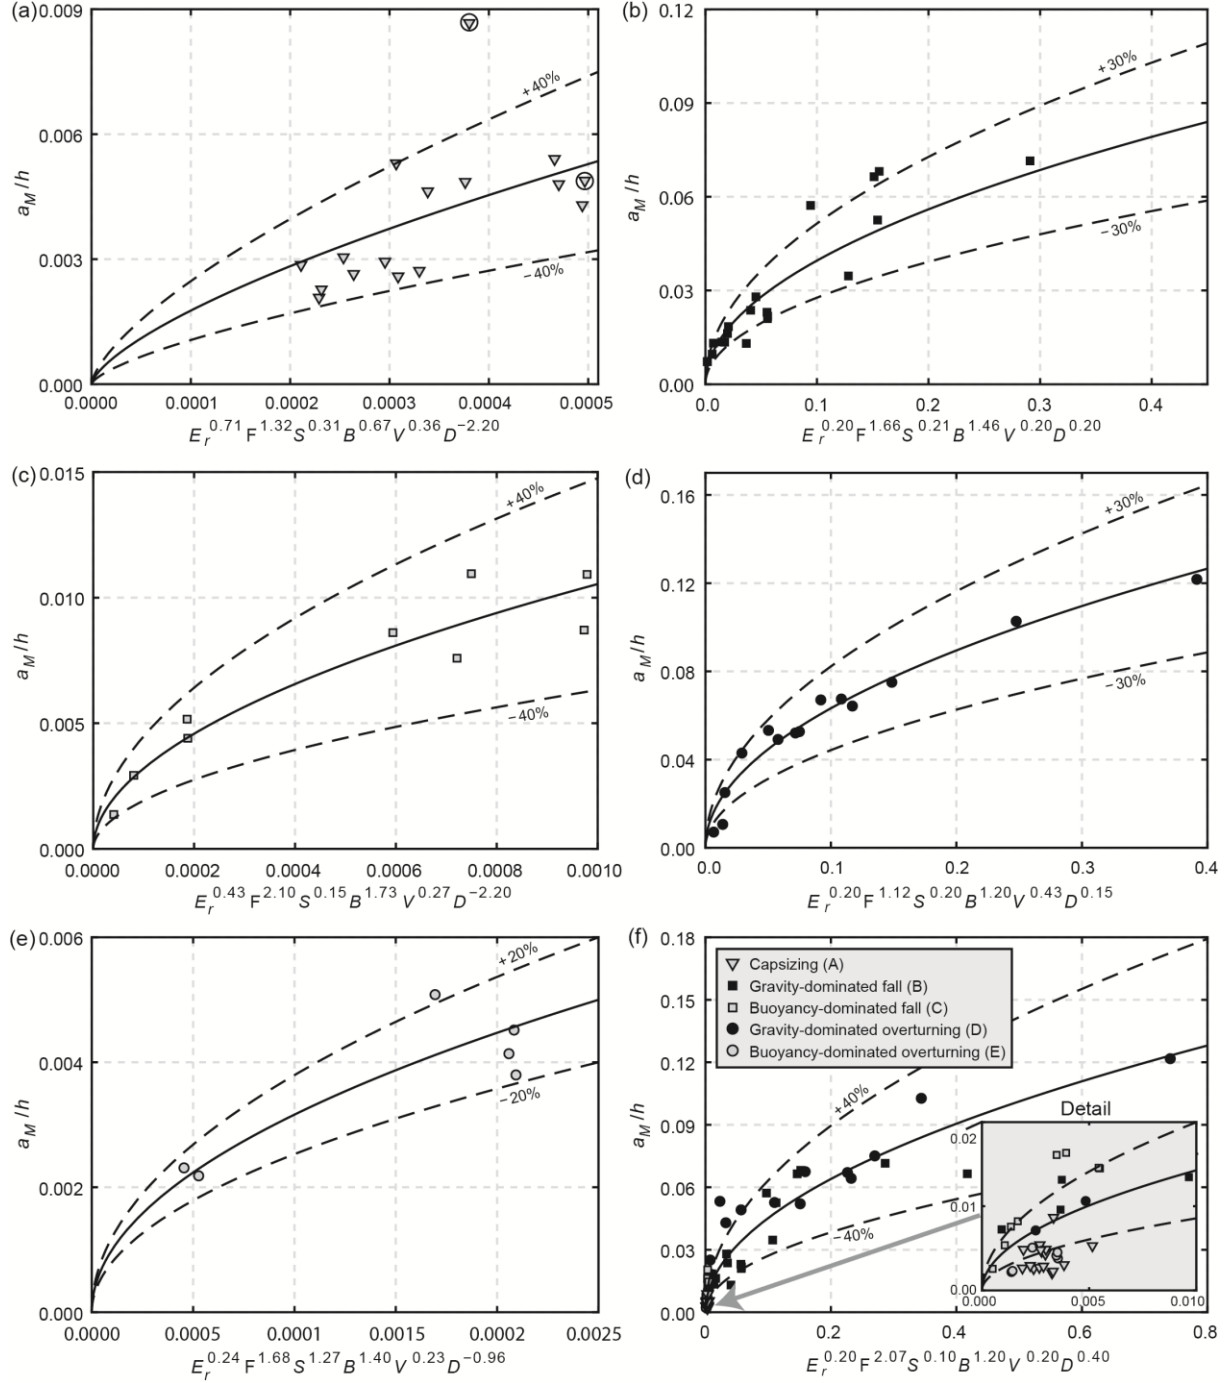 (a)
0.009
0.006
0.003
0.000
a_M/h
+40%
−40%
0.0000 0.0001 0.0002 0.0003 0.0004 0.0005
E_r^0.71 F^1.32 S^0.31 B^0.67 V^0.36 D^−2.20
(b)
0.12
0.09
0.06
0.03
0.00
a_M/h
+30%
−30%
0.0 0.1 0.2 0.3 0.4
E_r^0.20 F^1.66 S^0.21 B^1.46 V^0.20 D^0.20
(c)
0.015
0.010
0.005
0.000
a_M/h
+40%
−40%
0.0000 0.0002 0.0004 0.0006 0.0008 0.0010
E_r^0.43 F^2.10 S^0.15 B^1.73 V^0.27 D^−2.20
(d)
0.16
0.12
0.08
0.04
0.00
a_M/h
+30%
−30%
0.0 0.1 0.2 0.3 0.4
E_r^0.20 F^1.12 S^0.20 B^1.20 V^0.43 D^0.15
(e)
0.006
0.004
0.002
0.000
a_M/h
+20%
−20%
0.0000 0.0005 0.0001 0.0015 0.0002 0.0025
E_r^0.24 F^1.68 S^1.27 B^1.40 V^0.23 D^−0.96
(f)
0.18
0.15
0.12
0.09
0.06
0.03
0.00
a_M/h
Capsizing (A)
Gravity-dominated fall (B)
Buoyancy-dominated fall (C)
Gravity-dominated overturning (D)
Buoyancy-dominated overturning (E)
+40%
−40%
Detail
0.02
0.01
0.00
0.000 0.005 0.010
0 0.2 0.4 0.6 0.8
E_r^0.20 F^2.07 S^0.10 B^1.20 V^0.20 D^0.40